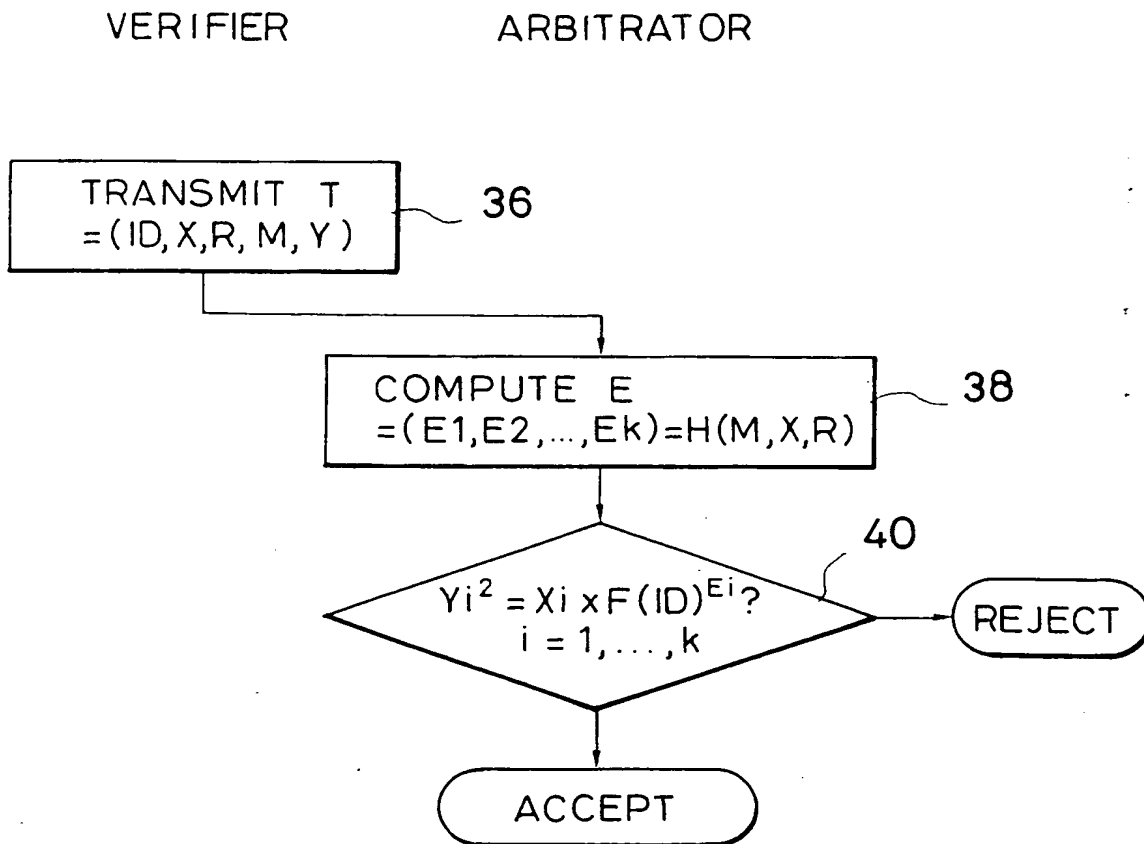 VERIFIER ARBITRATOR
TRANSMIT T
=(ID,X,R,M,Y)
36
COMPUTE E
=(E1,E2,...,Ek)=H(M,X,R)
38
40
Yi² = Xi x F(ID)^Ei?
i = 1,...,k
REJECT
ACCEPT